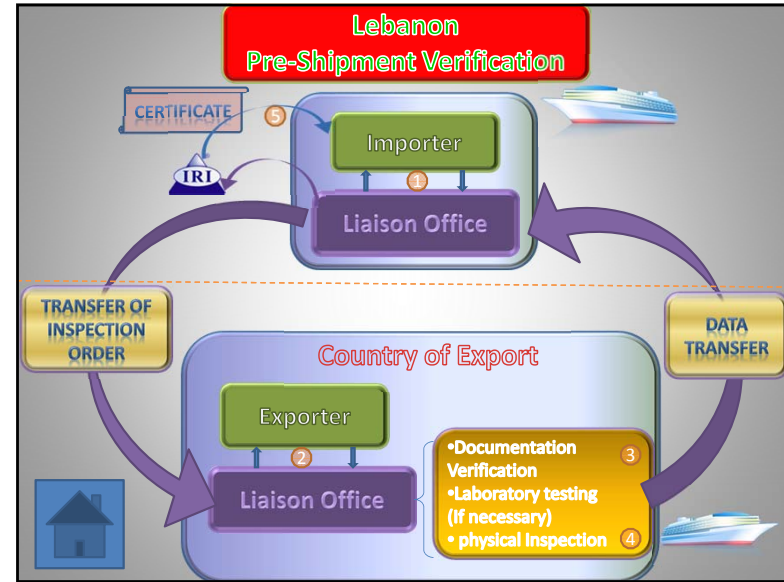 Lebanon
Pre-Shipment Verification
CERTIFICATE
5
Importer
IRI
1
Liaison Office
TRANSFER OF
INSPECTION
ORDER
DATA
TRANSFER
Country of Export
Exporter
2
Liaison Office
•Documentation
Verification
3
•Laboratory testing
(If necessary)
• physical Inspection
4